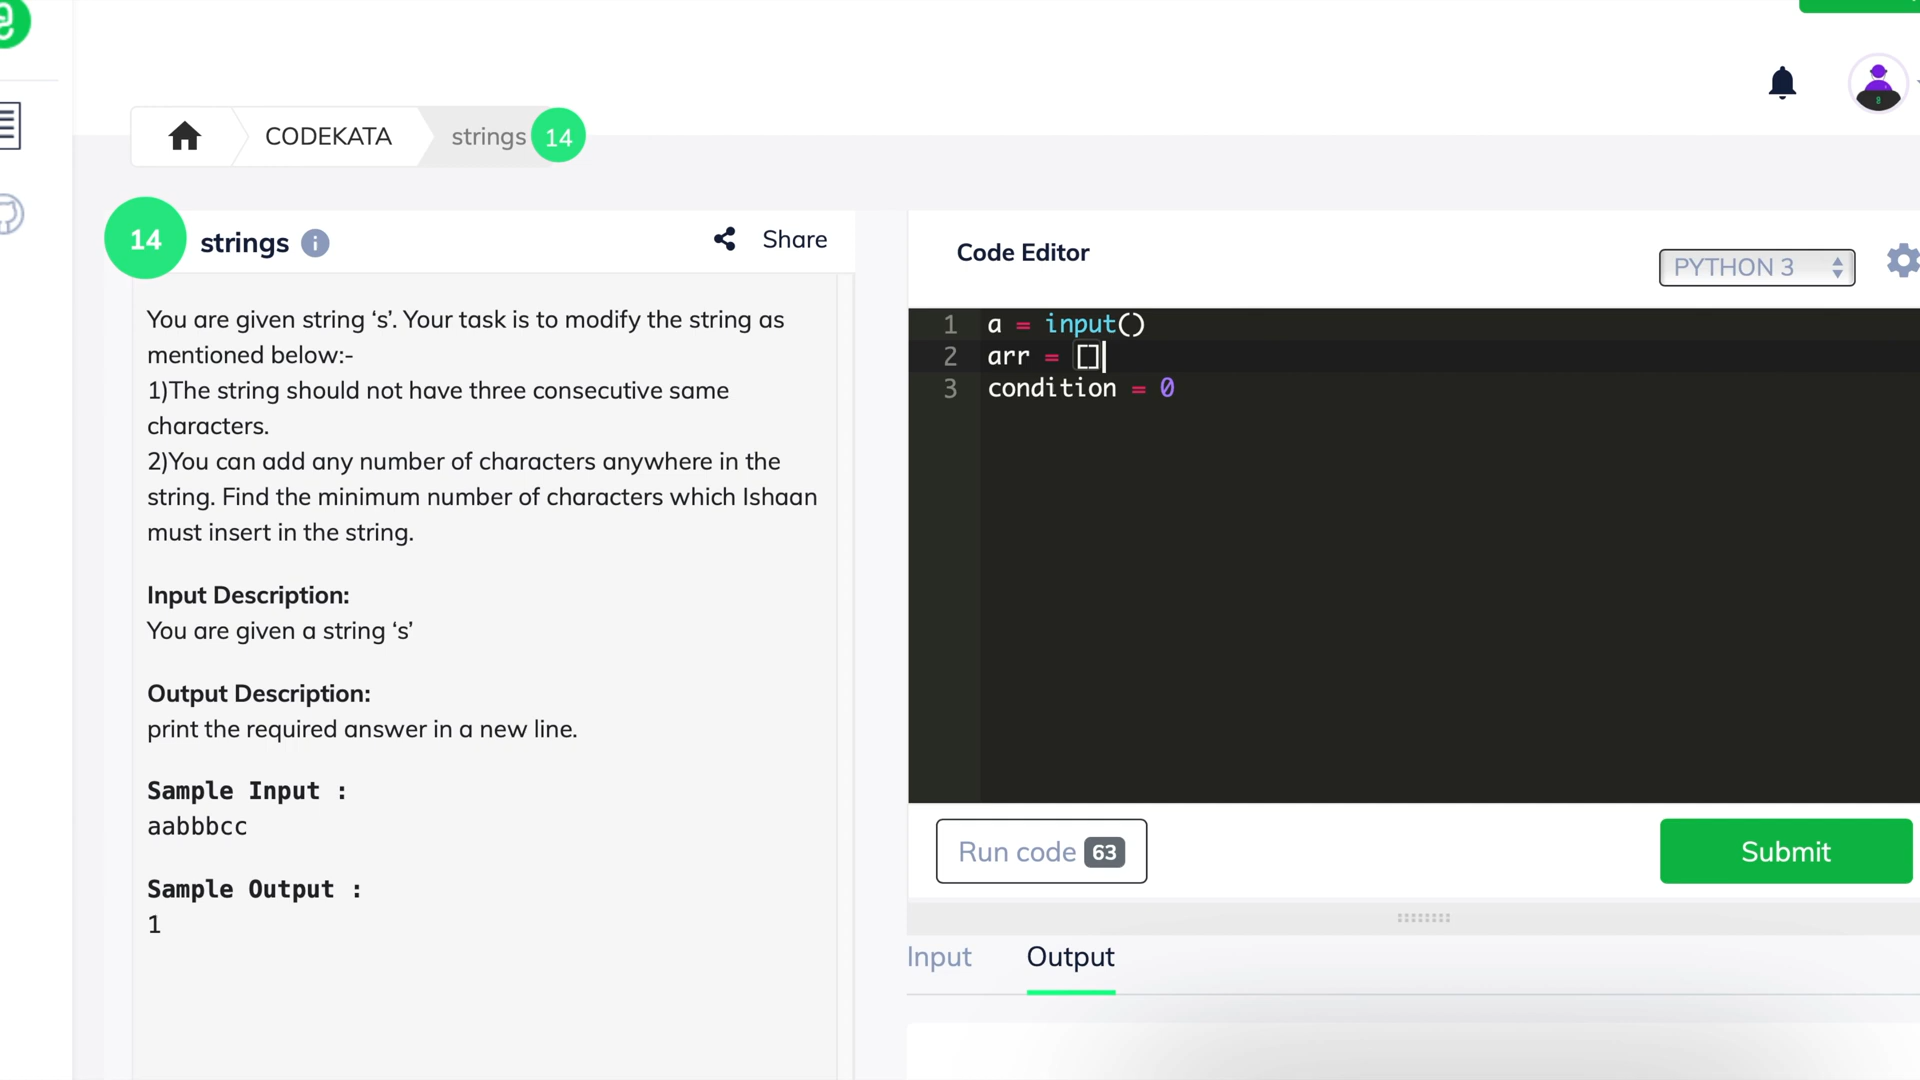 CODEKATA
strings
14
14
strings
i
Share
You are given string ‘s’. Your task is to modify the string as
mentioned below:-
1)The string should not have three consecutive same
characters.
2)You can add any number of characters anywhere in the
string. Find the minimum number of characters which Ishaan
must insert in the string.
Input Description:
You are given a string ‘s’
Output Description:
print the required answer in a new line.
Sample Input :
aabbbcc
Sample Output :
1
Code Editor
PYTHON 3
1 a = input()
2 arr = []
3 condition = 0
Run code 63
Submit
Input
Output